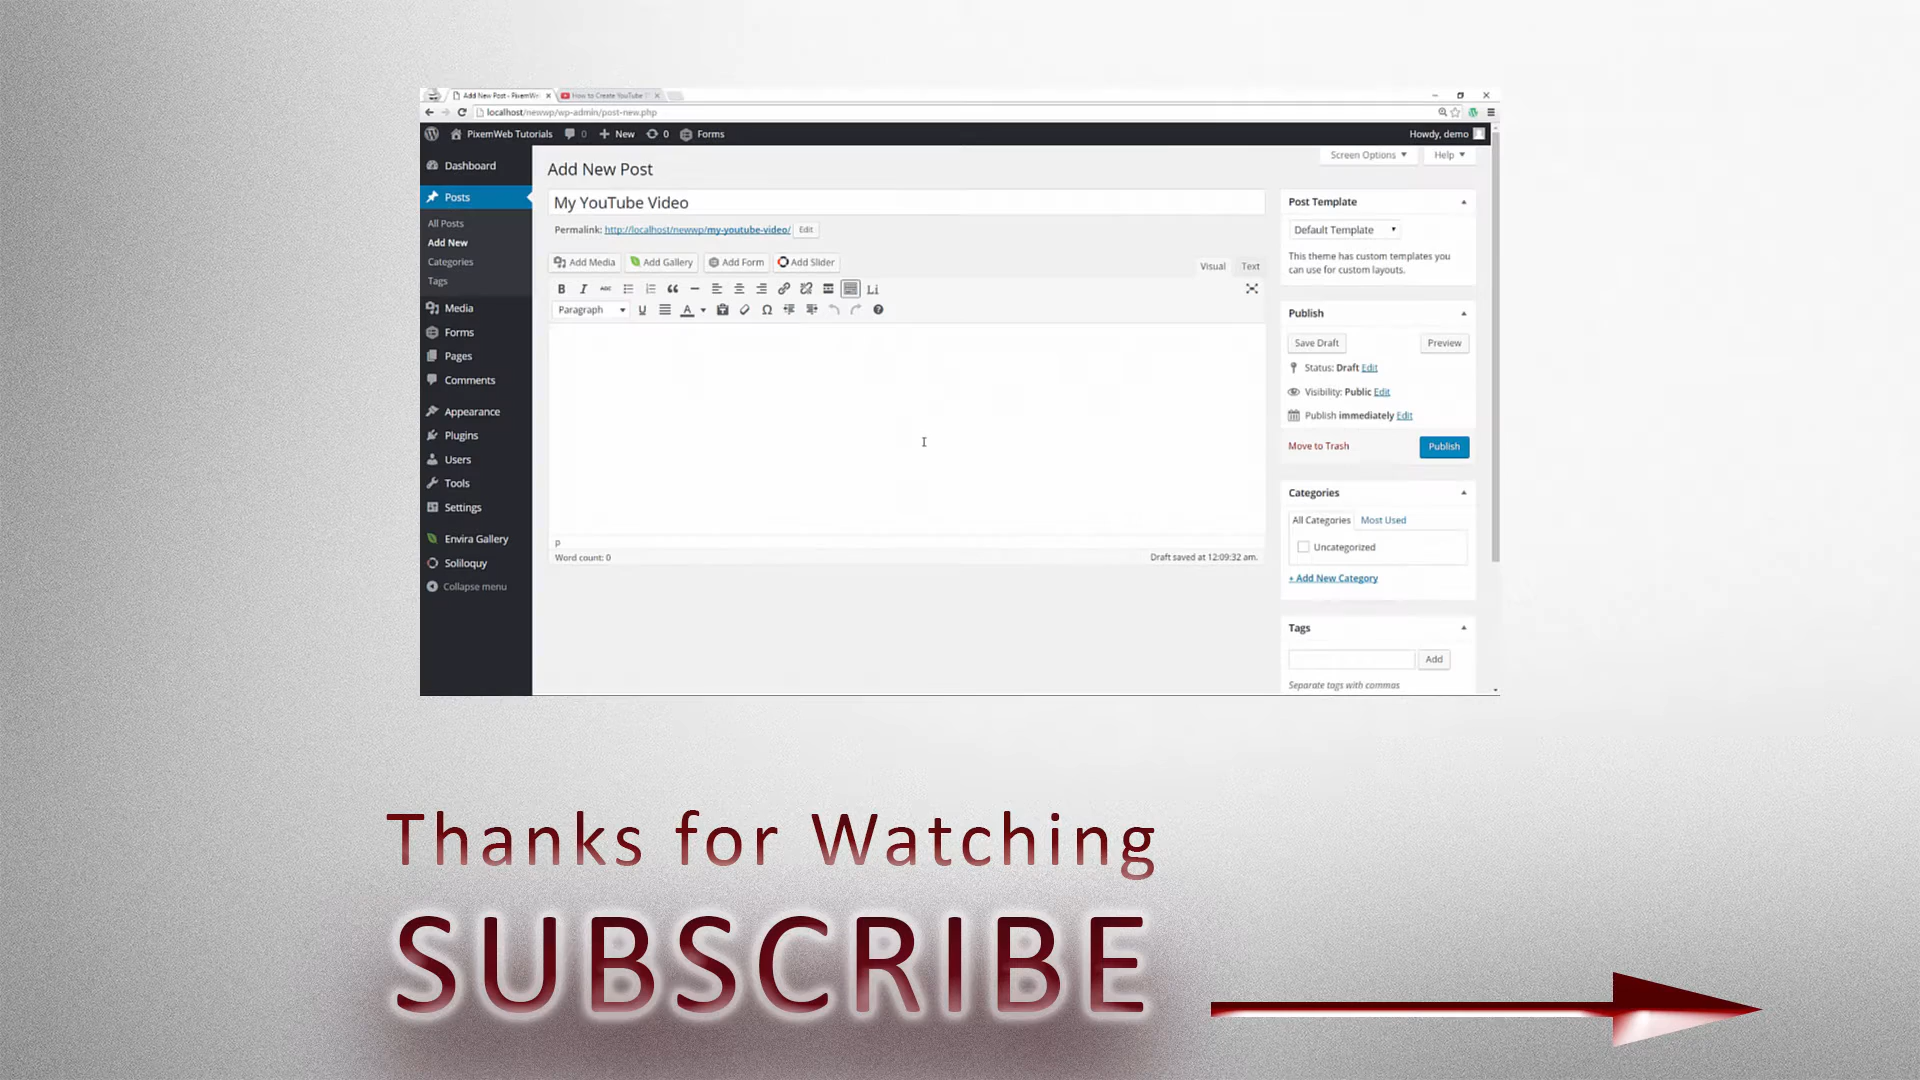 Add New Post - PixemWe
How to Create YouTube
localhost/newwp/wp-admin/post-new.php
PixemWeb Tutorials 0 New 0 Forms
Howdy, demo
Screen Options Help
Dashboard
Posts
All Posts
Add New
Categories
Tags
Media
Forms
Pages
Comments
Appearance
Plugins
Users
Tools
Settings
Envira Gallery
Soliloquy
Collapse menu
Add New Post
My YouTube Video
Permalink: http://localhost/newwp/my-youtube-video/ Edit
Add Media Add Gallery Add Form Add Slider
Visual Text
B I ABC Li
Paragraph U A Ω
p
Word count: 0
Draft saved at 12:09:32 am.
Post Template
Default Template
This theme has custom templates you
can use for custom layouts.
Publish
Save Draft Preview
Status: Draft Edit
Visibility: Public Edit
Publish immediately Edit
Move to Trash Publish
Categories
All Categories Most Used
Uncategorized
+ Add New Category
Tags
Add
Separate tags with commas
Thanks for Watching
SUBSCRIBE